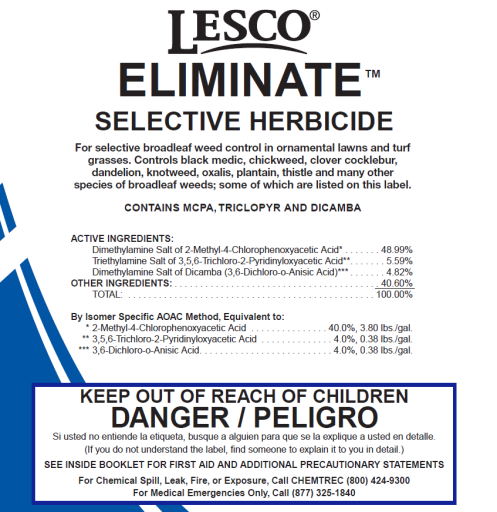 LESCO®
ELIMINATE™
SELECTIVE HERBICIDE
For selective broadleaf weed control in ornamental lawns and turf
grasses. Controls black medic, chickweed, clover cocklebur,
dandelion, knotweed, oxalis, plantain, thistle and many other
species of broadleaf weeds; some of which are listed on this label.
CONTAINS MCPA, TRICLOPYR AND DICAMBA
ACTIVE INGREDIENTS:
Dimethylamine Salt of 2-Methyl-4-Chlorophenoxyacetic Acid* . . . . . . . 48.99%
Triethylamine Salt of 3,5,6-Trichloro-2-Pyridinyloxyacetic Acid**. . . . . . . 5.59%
Dimethylamine Salt of Dicamba (3,6-Dichloro-o-Anisic Acid)*** . . . . . . . 4.82%
OTHER INGREDIENTS: . . . . . . . . . . . . . . . . . . . . . . . . . . . . . . . . . . . 40.60%
TOTAL: . . . . . . . . . . . . . . . . . . . . . . . . . . . . . . . . . . . . . . . . . . 100.00%
By Isomer Specific AOAC Method, Equivalent to:
* 2-Methyl-4-Chlorophenoxyacetic Acid . . . . . . . . . . . . . 40.0%, 3.80 lbs./gal.
** 3,5,6-Trichloro-2-Pyridinyloxyacetic Acid . . . . . . . . . . . . 4.0%, 0.38 lbs./gal.
*** 3,6-Dichloro-o-Anisic Acid. . . . . . . . . . . . . . . . . . . . . . 4.0%, 0.38 lbs./gal.
KEEP OUT OF REACH OF CHILDREN
DANGER / PELIGRO
Si usted no entiende la etiqueta, busque a alguien para que se la explique a usted en detalle.
(If you do not understand the label, find someone to explain it to you in detail.)
SEE INSIDE BOOKLET FOR FIRST AID AND ADDITIONAL PRECAUTIONARY STATEMENTS
For Chemical Spill, Leak, Fire, or Exposure, Call CHEMTREC (800) 424-9300
For Medical Emergencies Only, Call (877) 325-1840